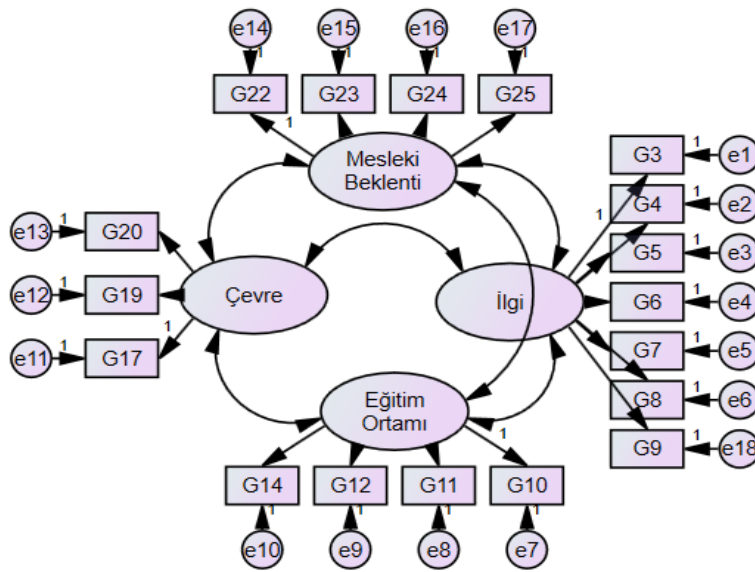 e14
e15
e16
e17
1
1
1
1
G22
G23
G24
G25
1
Mesleki
Beklenti
G3
1
e1
G4
1
e2
G5
1
e3
G6
1
e4
G7
1
e5
G8
1
e6
G9
1
e18
1
e13
1
G20
e12
1
G19
e11
1
G17
1
Çevre
İlgi
Eğitim
Ortamı
1
G14
G12
G11
G10
1
1
1
1
e10
e9
e8
e7